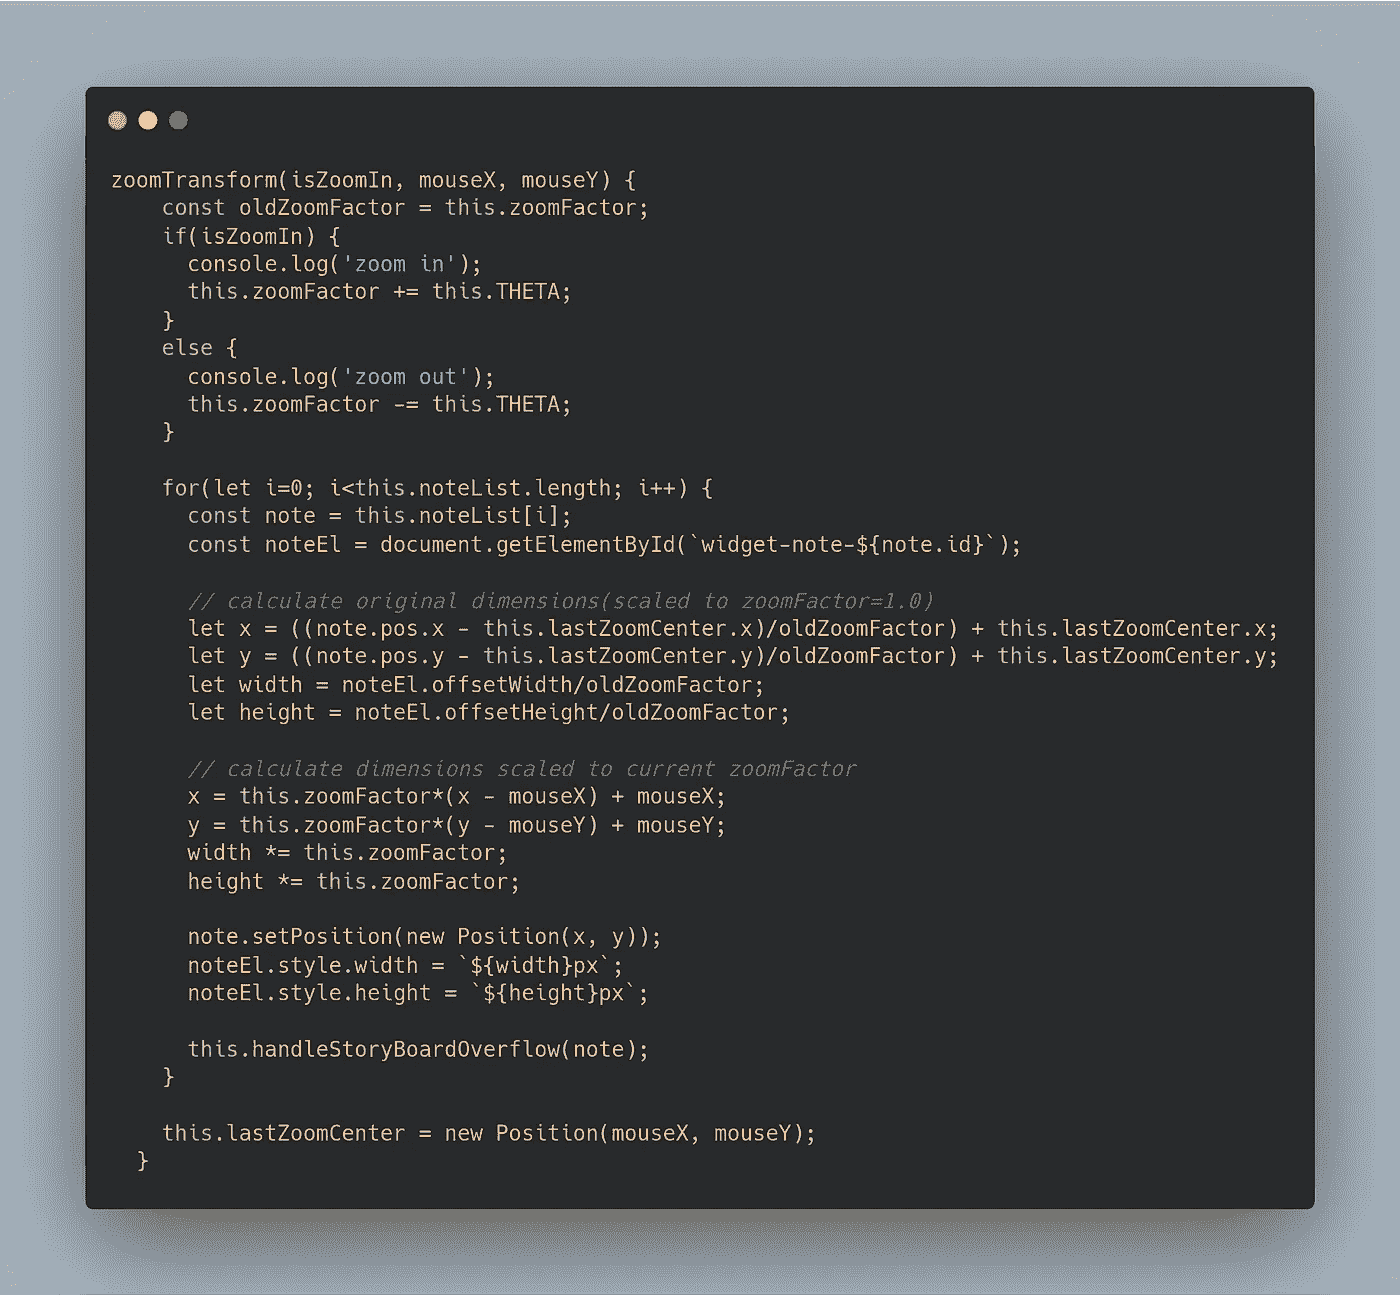 zoomTransform(isZoomIn, mouseX, mouseY) {
    const oldZoomFactor = this.zoomFactor;
    if(isZoomIn) {
      console.log('zoom in');
      this.zoomFactor += this.THETA;
    }
    else {
      console.log('zoom out');
      this.zoomFactor -= this.THETA;
    }

    for(let i=0; i<this.noteList.length; i++) {
      const note = this.noteList[i];
      const noteEl = document.getElementById(`widget-note-${note.id}`);

      // calculate original dimensions(scaled to zoomFactor=1.0)
      let x = ((note.pos.x - this.lastZoomCenter.x)/oldZoomFactor) + this.lastZoomCenter.x;
      let y = ((note.pos.y - this.lastZoomCenter.y)/oldZoomFactor) + this.lastZoomCenter.y;
      let width = noteEl.offsetWidth/oldZoomFactor;
      let height = noteEl.offsetHeight/oldZoomFactor;

      // calculate dimensions scaled to current zoomFactor
      x = this.zoomFactor*(x - mouseX) + mouseX;
      y = this.zoomFactor*(y - mouseY) + mouseY;
      width *= this.zoomFactor;
      height *= this.zoomFactor;

      note.setPosition(new Position(x, y));
      noteEl.style.width = `${width}px`;
      noteEl.style.height = `${height}px`;

      this.handleStoryBoardOverflow(note);
    }

    this.lastZoomCenter = new Position(mouseX, mouseY);
  }